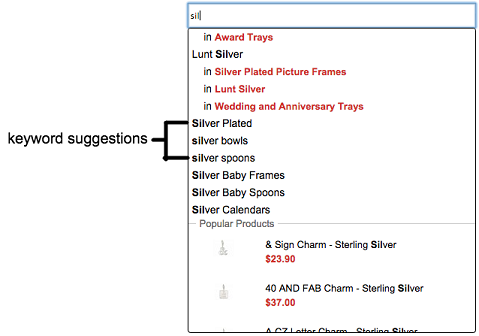 sil
in Award Trays
Lunt Silver
in Silver Plated Picture Frames
in Lunt Silver
in Wedding and Anniversary Trays
keyword suggestions
Silver Plated
silver bowls
silver spoons
Silver Baby Frames
Silver Baby Spoons
Silver Calendars
Popular Products
& Sign Charm - Sterling Silver
$23.90
40 AND FAB Charm - Sterling Silver
$37.00
A CZ Letter Charm - Sterling Silver